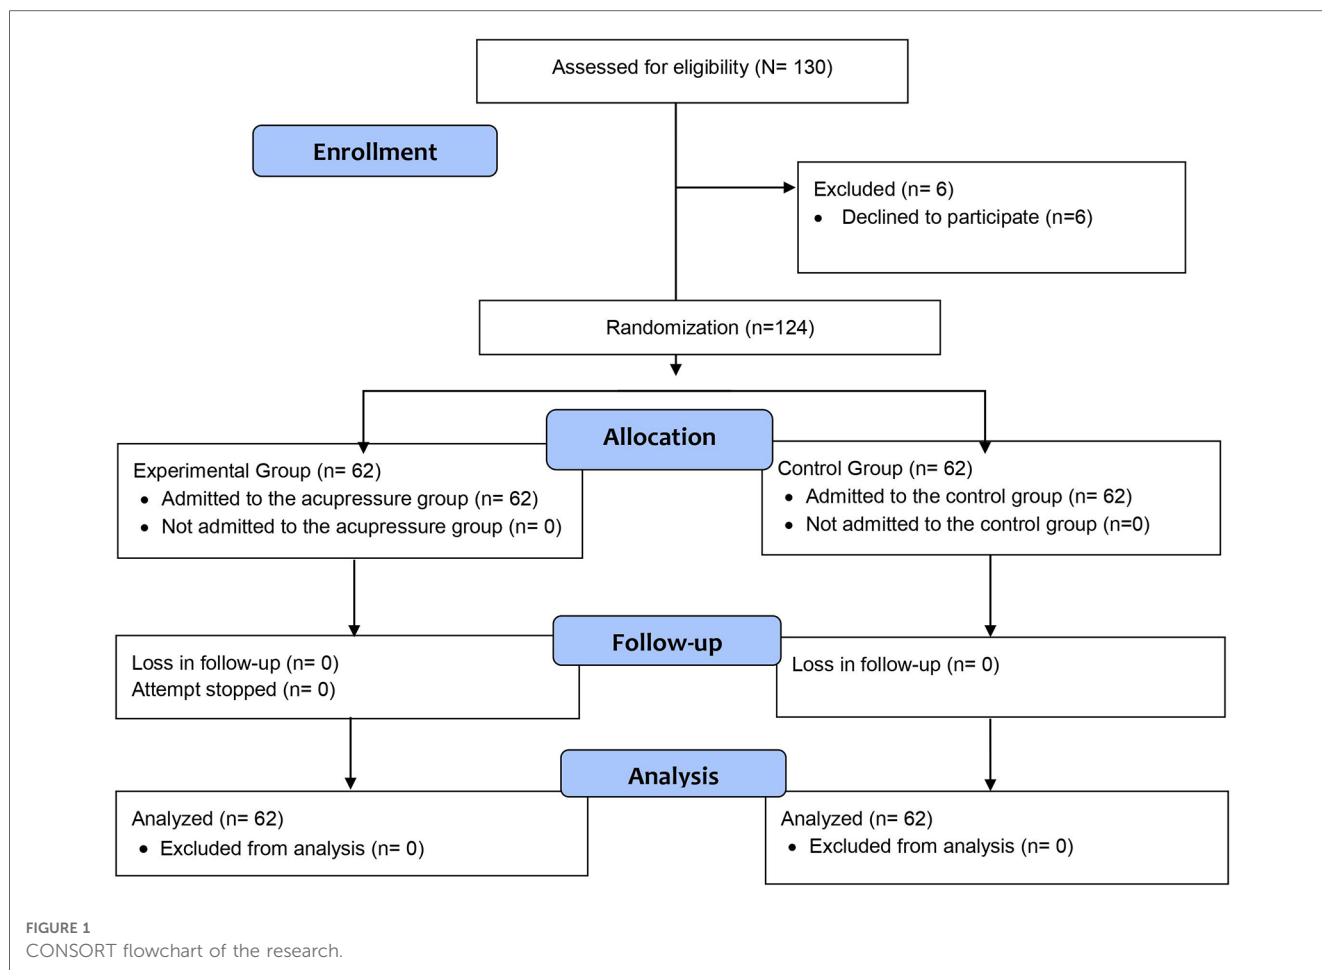 Assessed for eligibility (N= 130)
Enrollment
Excluded (n= 6)
• Declined to participate (n=6)
Randomization (n=124)
Allocation
Experimental Group (n= 62)
• Admitted to the acupressure group (n= 62)
• Not admitted to the acupressure group (n= 0)
Control Group (n= 62)
• Admitted to the control group (n= 62)
• Not admitted to the control group (n=0)
Follow-up
Loss in follow-up (n= 0)
Attempt stopped (n= 0)
Loss in follow-up (n= 0)
Analysis
Analyzed (n= 62)
• Excluded from analysis (n= 0)
Analyzed (n= 62)
• Excluded from analysis (n= 0)
FIGURE 1
CONSORT flowchart of the research.